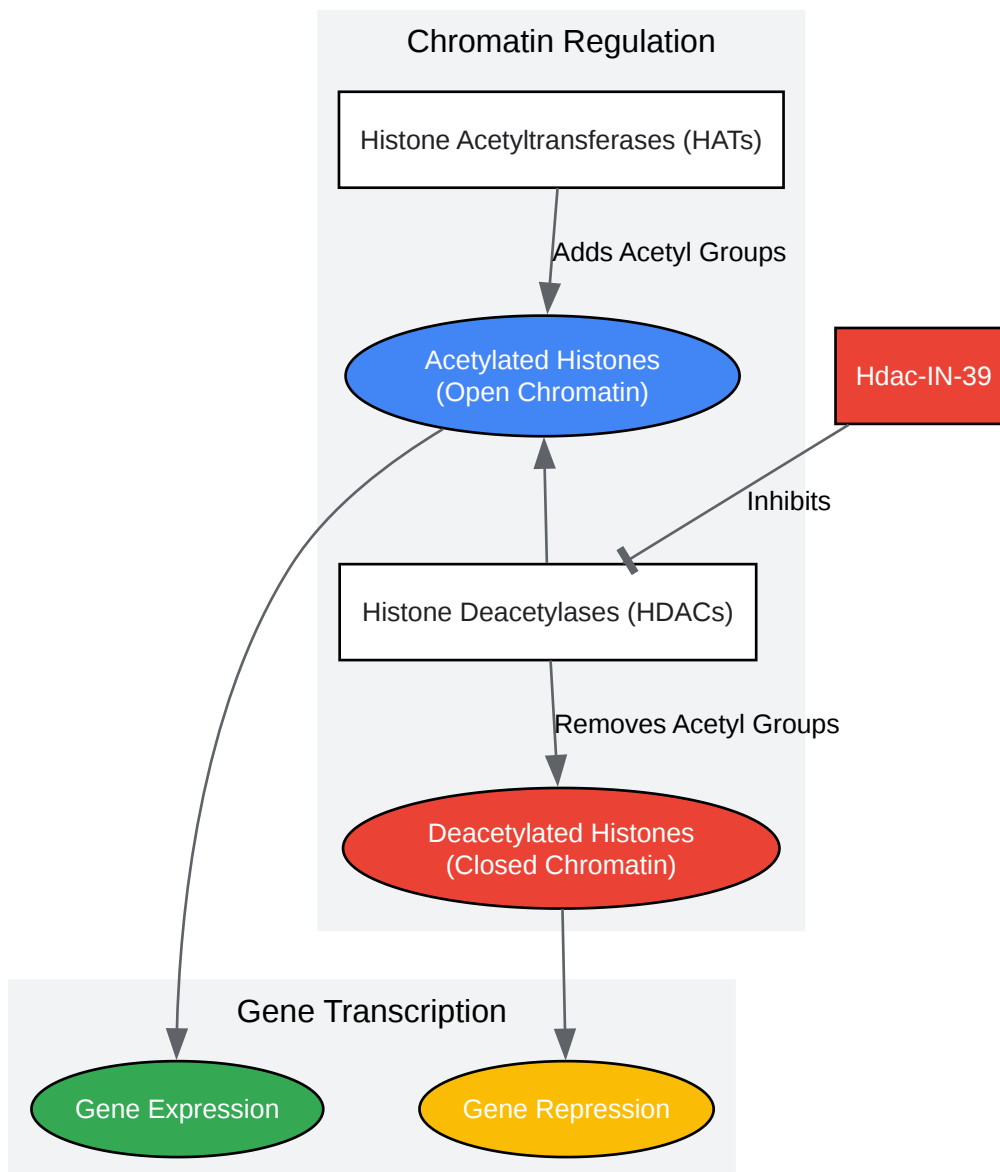 Chromatin Regulation
Histone Acetyltransferases (HATs)
Adds Acetyl Groups
Acetylated Histones
(Open Chromatin)
Hdac-IN-39
Inhibits
Histone Deacetylases (HDACs)
Removes Acetyl Groups
Deacetylated Histones
(Closed Chromatin)
Gene Transcription
Gene Expression
Gene Repression